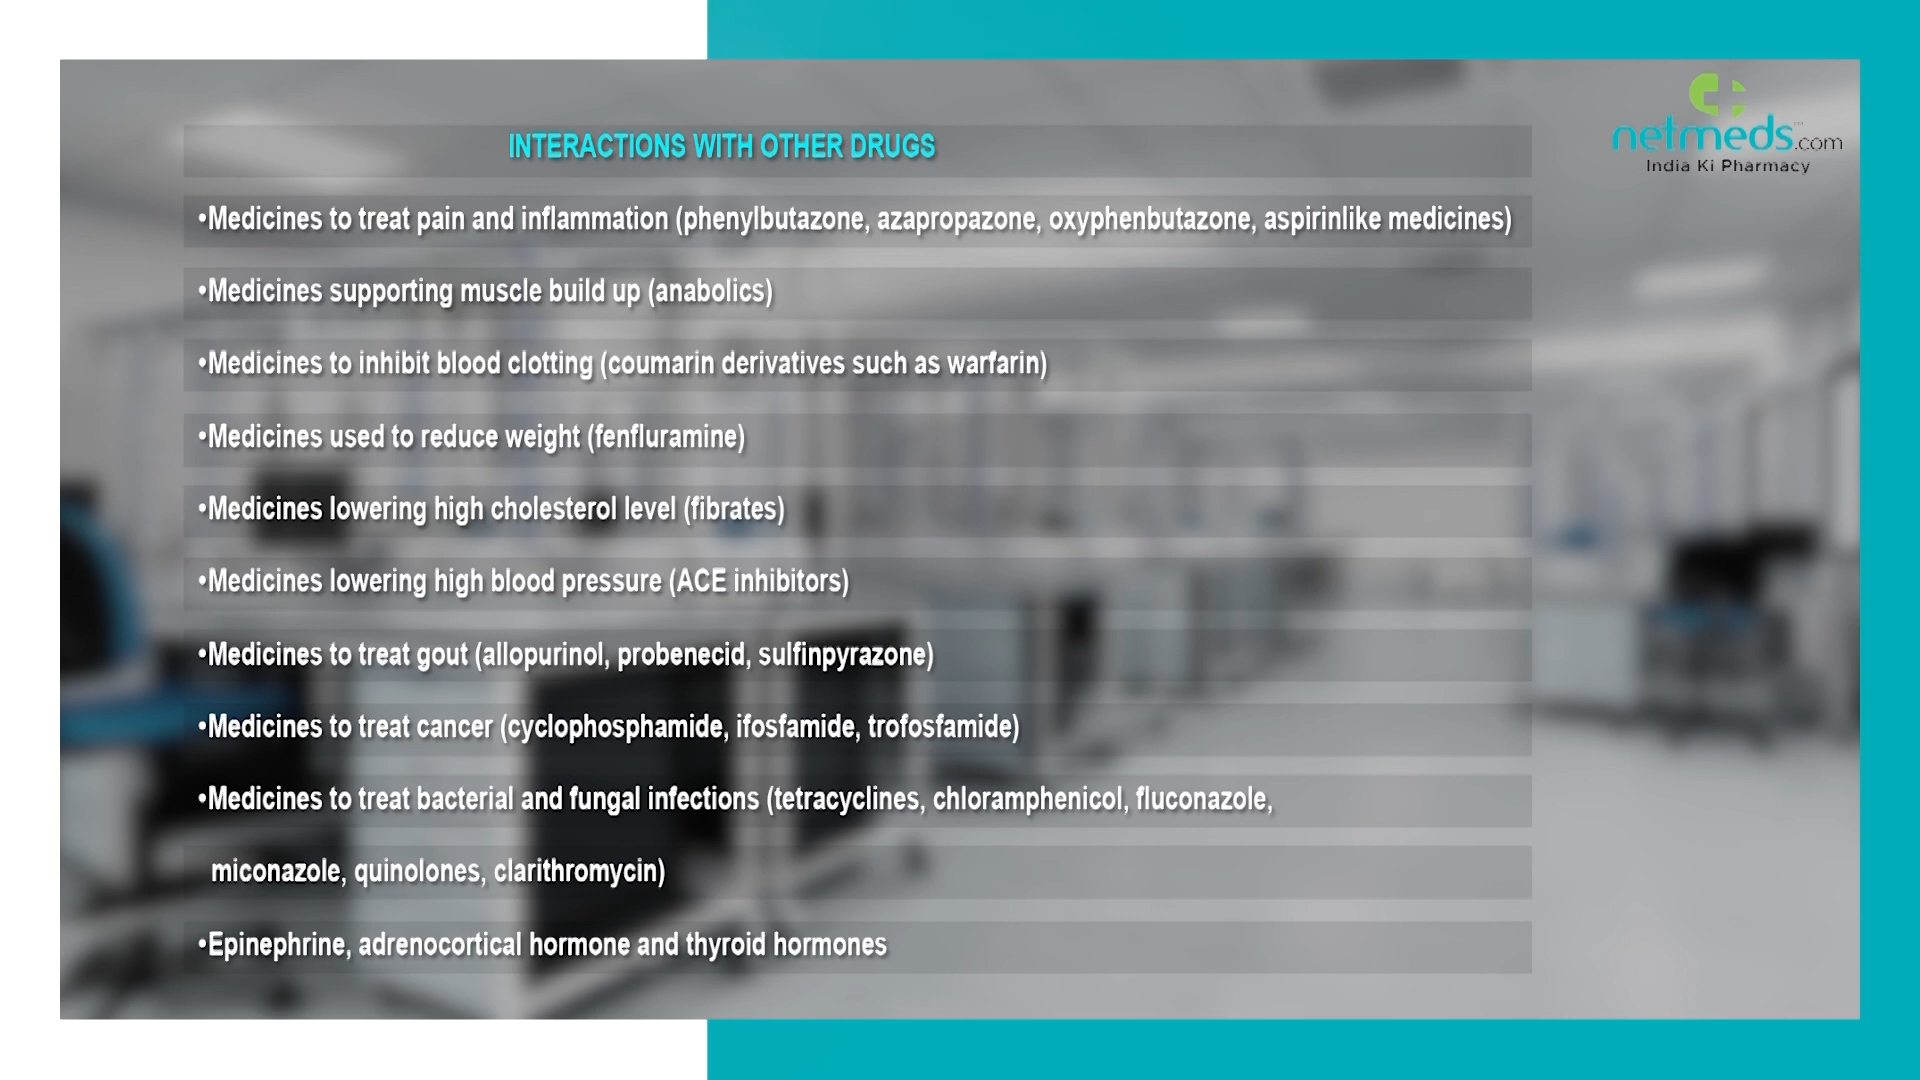 netmeds.com
India Ki Pharmacy
INTERACTIONS WITH OTHER DRUGS
•Medicines to treat pain and inflammation (phenylbutazone, azapropazone, oxyphenbutazone, aspirinlike medicines)
•Medicines supporting muscle build up (anabolics)
•Medicines to inhibit blood clotting (coumarin derivatives such as warfarin)
•Medicines used to reduce weight (fenfluramine)
•Medicines lowering high cholesterol level (fibrates)
•Medicines lowering high blood pressure (ACE inhibitors)
•Medicines to treat gout (allopurinol, probenecid, sulfinpyrazone)
•Medicines to treat cancer (cyclophosphamide, ifosfamide, trofosfamide)
•Medicines to treat bacterial and fungal infections (tetracyclines, chloramphenicol, fluconazole,
miconazole, quinolones, clarithromycin)
•Epinephrine, adrenocortical hormone and thyroid hormones